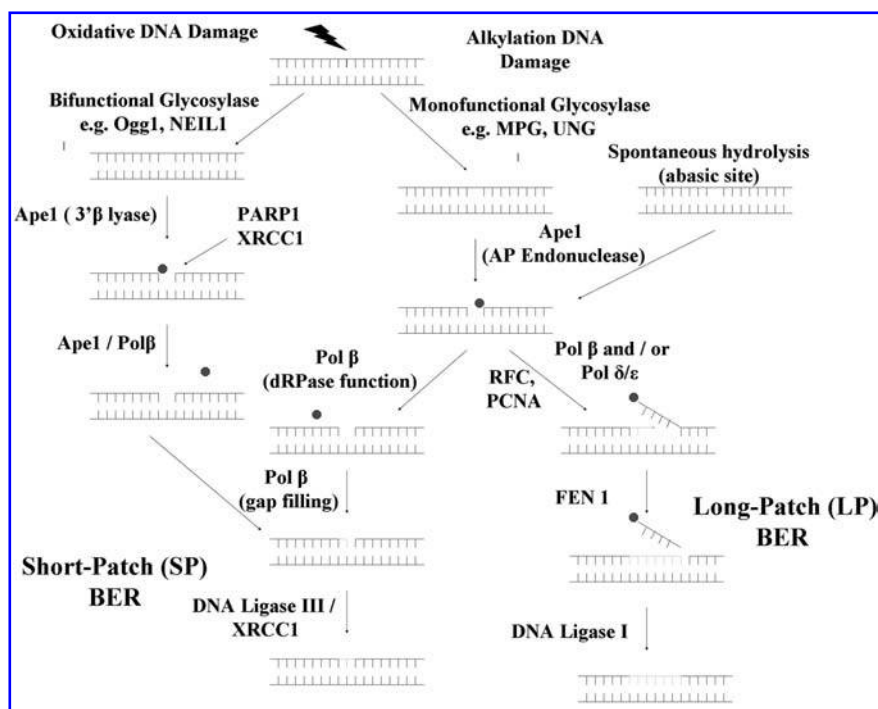 Oxidative DNA Damage
Alkylation DNA
Damage
Bifunctional Glycosylase
e.g. Ogg1, NEIL1
Monofunctional Glycosylase
e.g. MPG, UNG
Spontaneous hydrolysis
(abasic site)
Ape1 ( 3'β lyase)
PARP1
XRCC1
Ape1
(AP Endonuclease)
Ape1 / Polβ
Pol β
(dRPase function)
RFC,
PCNA
Pol β and / or
Pol δ/ε
Pol β
(gap filling)
FEN 1
Long-Patch (LP)
BER
Short-Patch (SP)
BER
DNA Ligase III /
XRCC1
DNA Ligase I